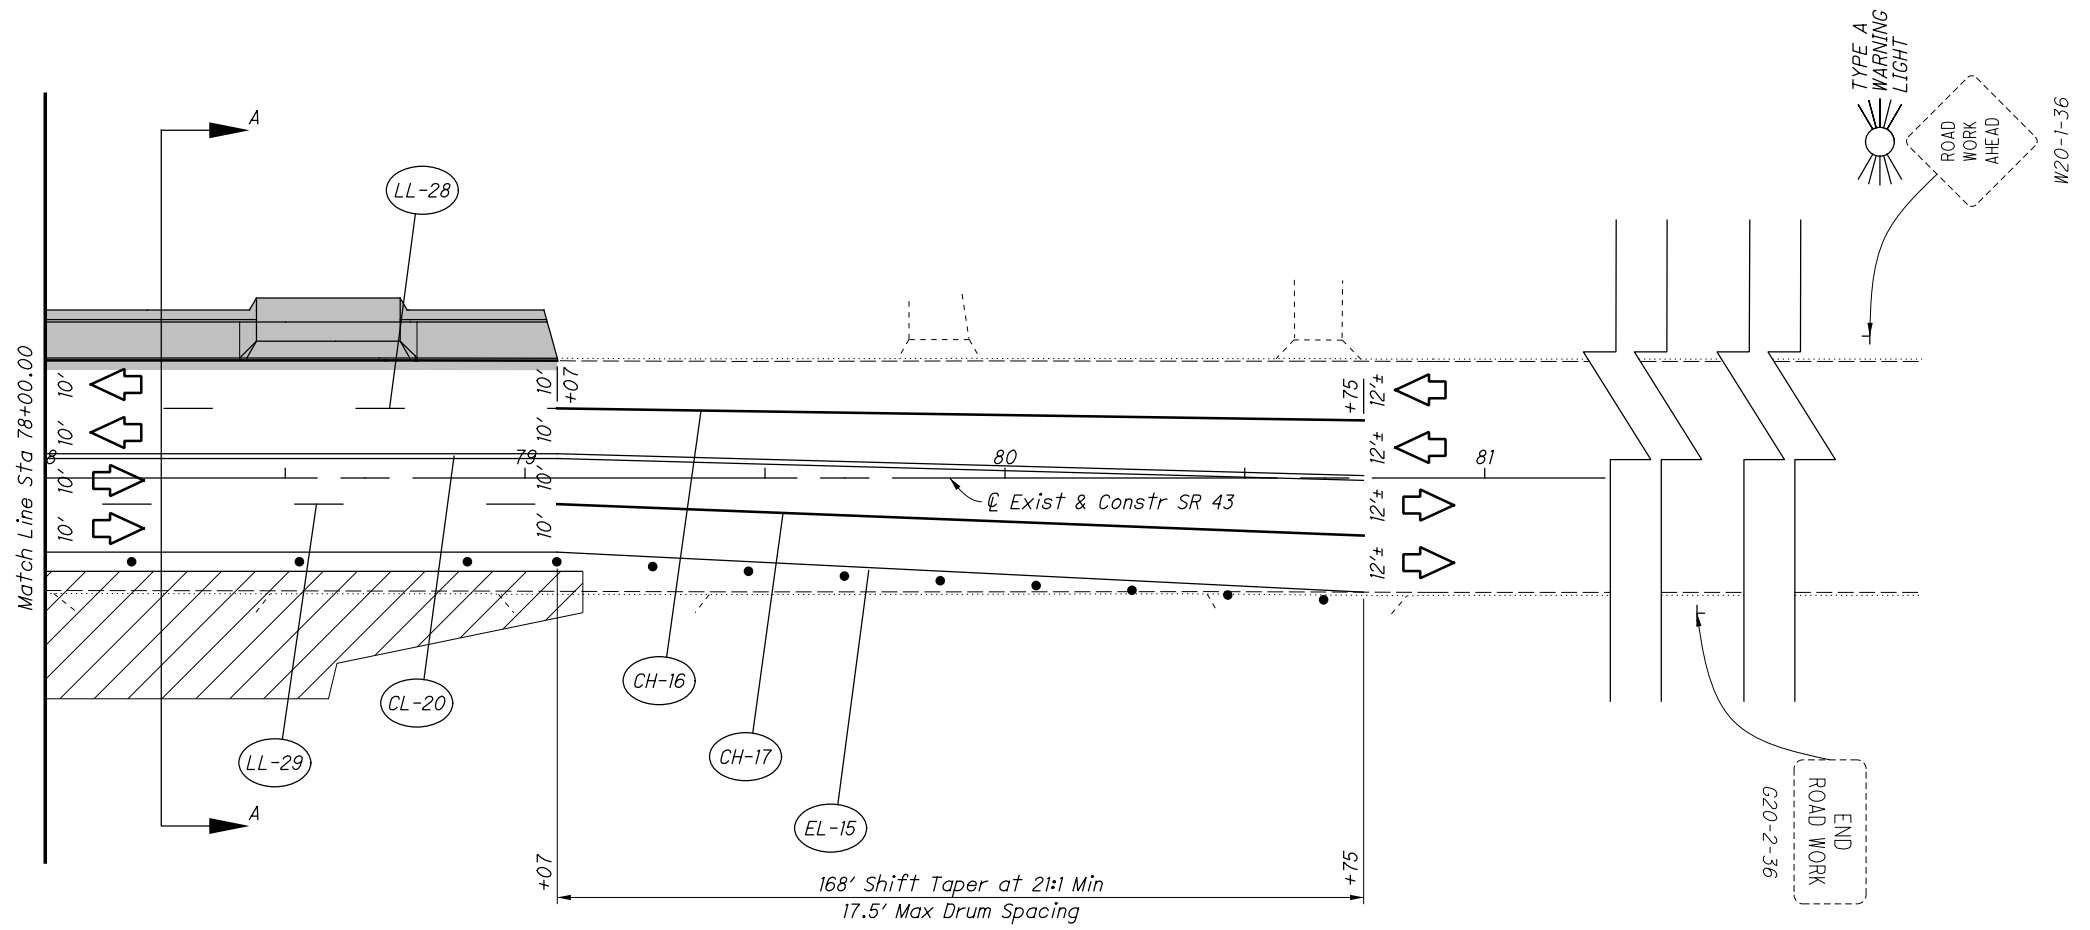 TYPE A
WARNING
LIGHT
ROAD
WORK
AHEAD
W20-1-36
A
LL-28
Match Line Sta 78+00.00
10'
10'
10'
10'
10'
10'
10'
10'
+07
+75
12'±
12'±
12'±
12'±
8
79
80
81
℄ Exist & Constr SR 43
CH-16
CL-20
CH-17
LL-29
EL-15
A
+07
+75
168' Shift Taper at 21:1 Min
17.5' Max Drum Spacing
END
ROAD WORK
G20-2-36